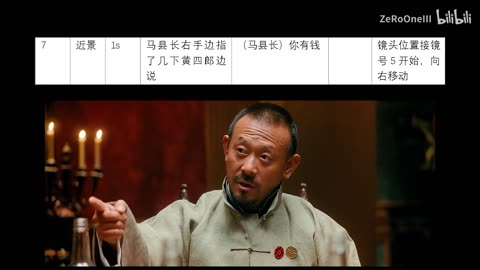 ZeRoOneIII bilibili
7 近景 1s 马县长右手边指 （马县长）你有钱 镜头位置接镜
了几下黄四郎边 号 5 开始，向
说 右移动